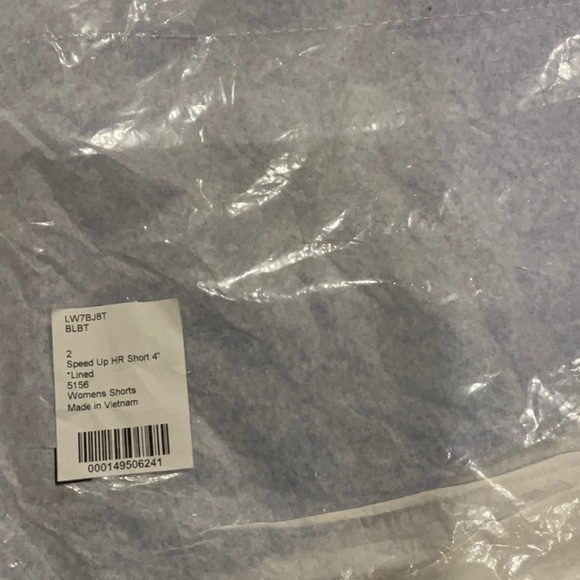 LW7BJ8T
BLBT
2
Speed Up HR Short 4"
*Lined
5156
Womens Shorts
Made in Vietnam
000149506241